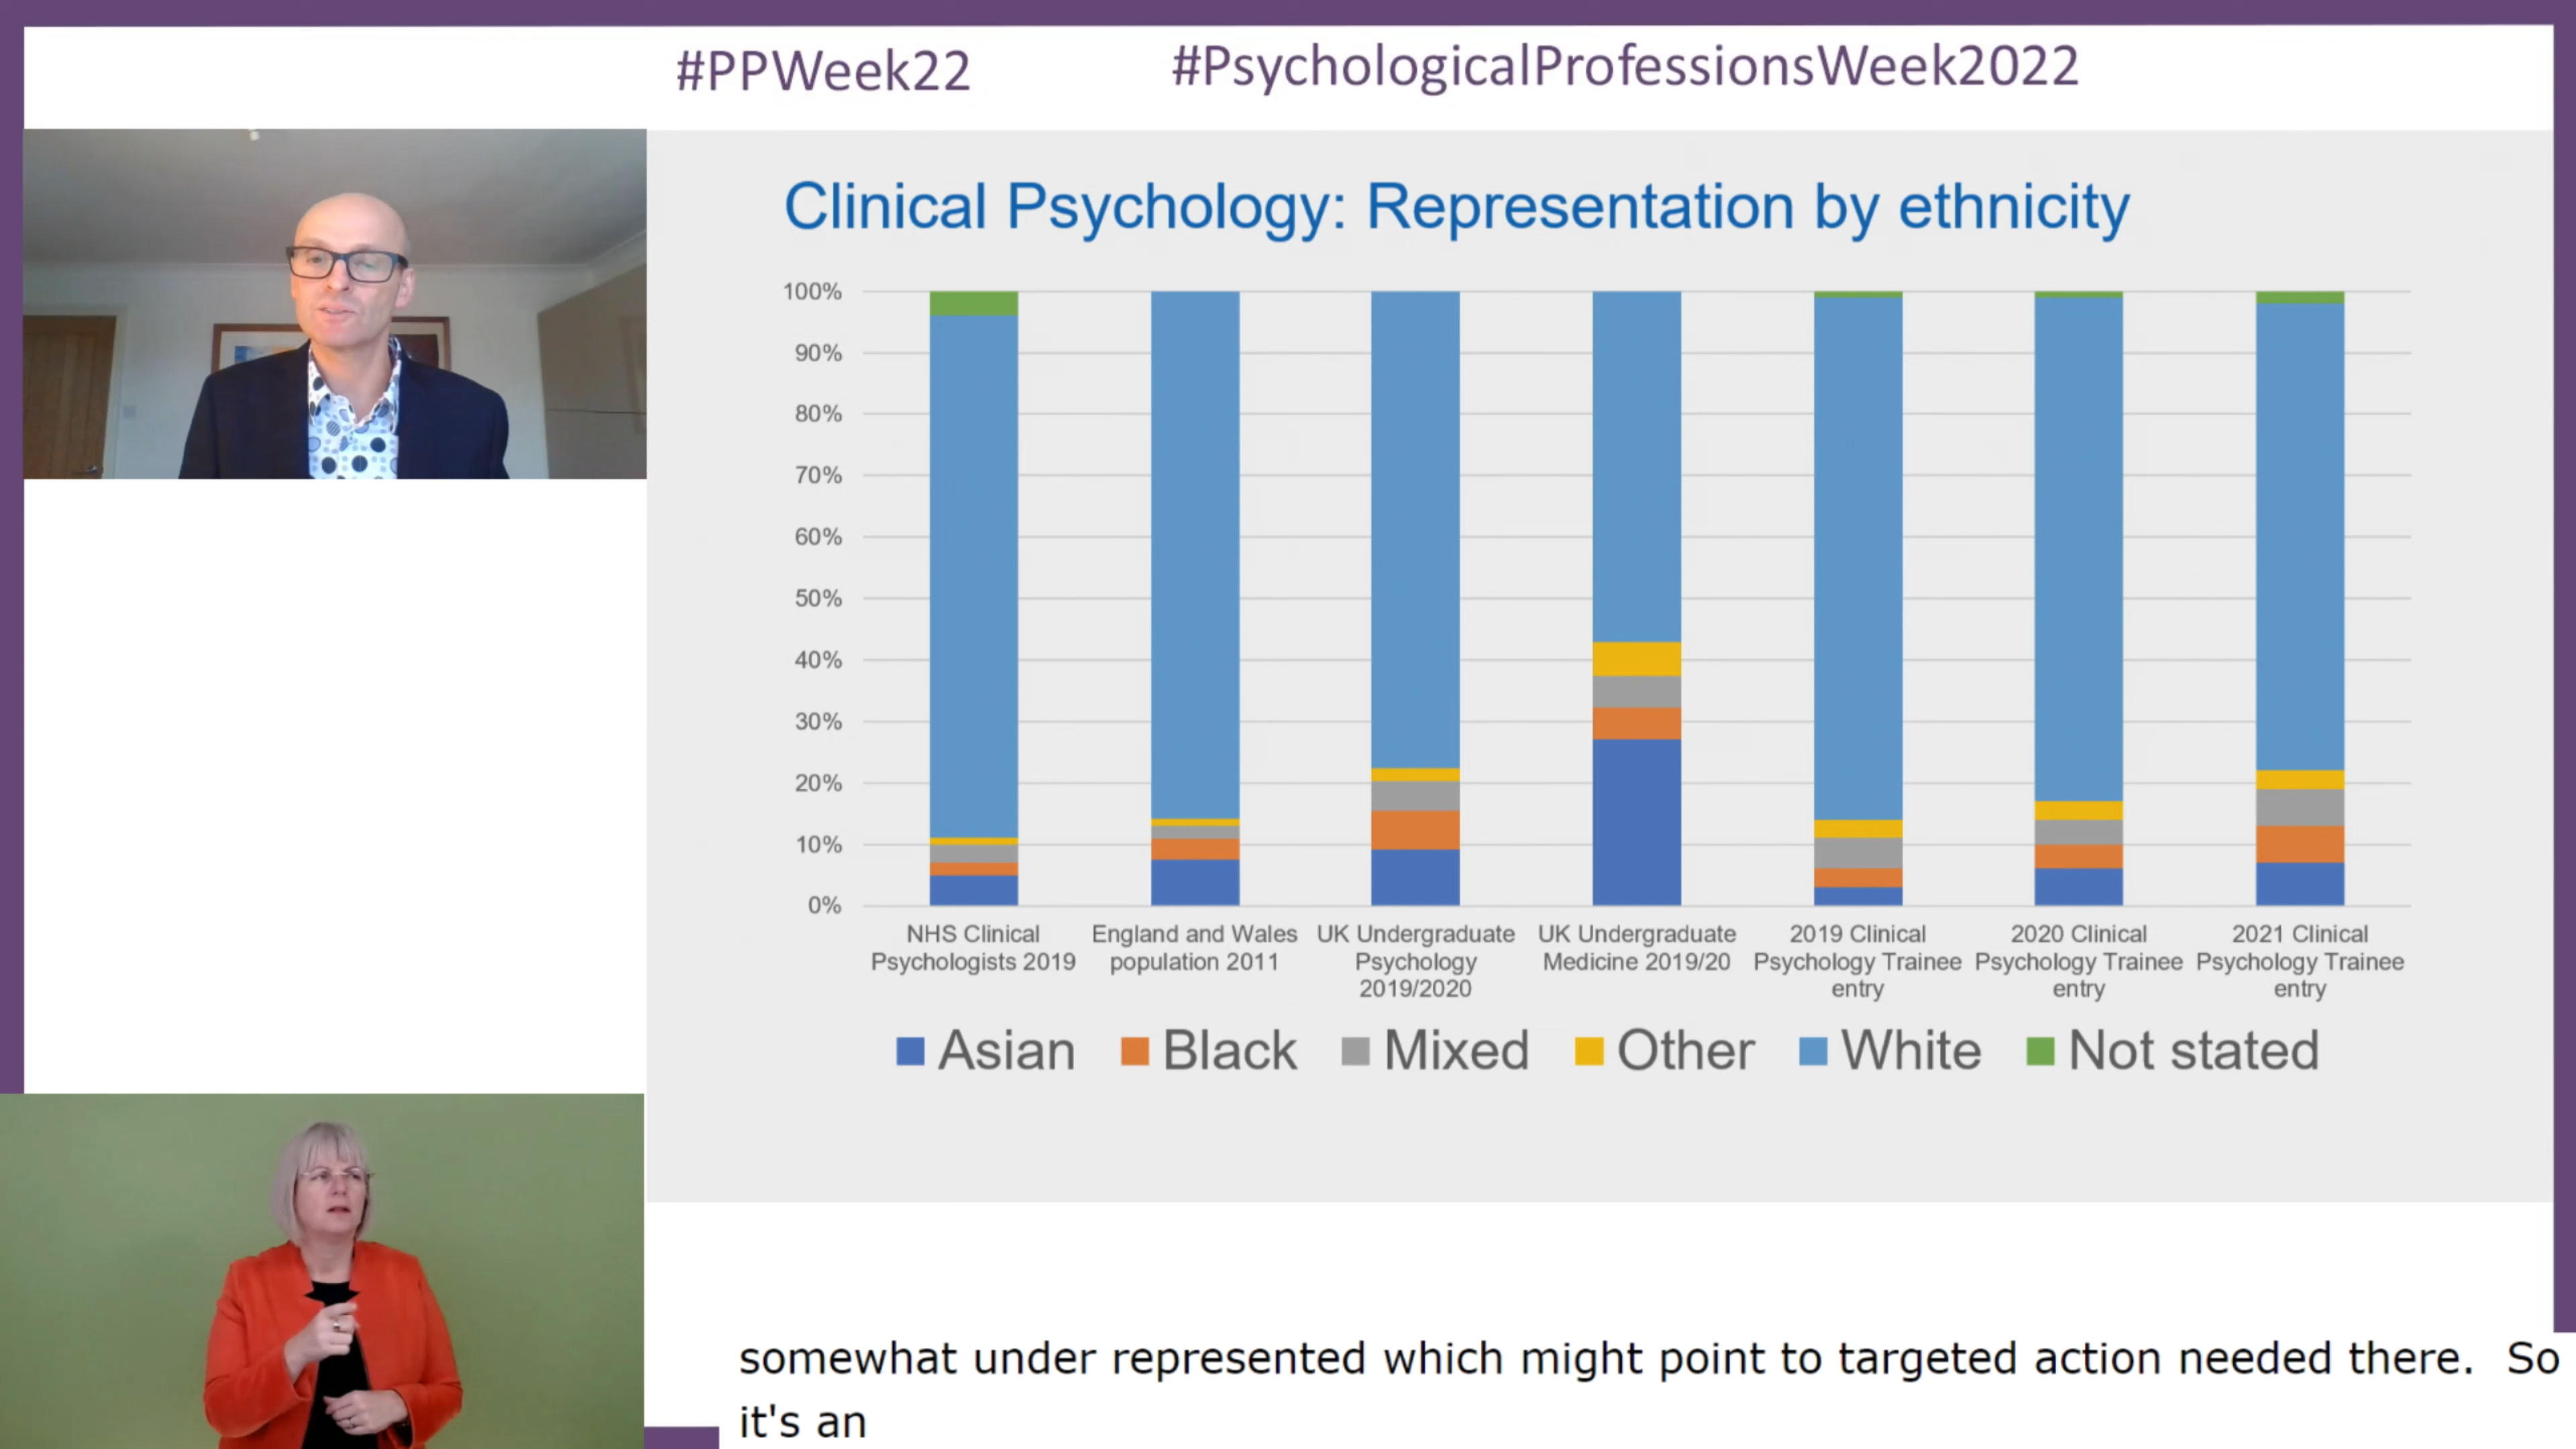 #PPWeek22
#PsychologicalProfessionsWeek2022
Clinical Psychology: Representation by ethnicity
100%
90%
80%
70%
60%
50%
40%
30%
20%
10%
0%
NHS Clinical
Psychologists 2019
England and Wales
population 2011
UK Undergraduate
Psychology
2019/2020
UK Undergraduate
Medicine 2019/20
2019 Clinical
Psychology Trainee
entry
2020 Clinical
Psychology Trainee
entry
2021 Clinical
Psychology Trainee
entry
Asian Black Mixed Other White Not stated
somewhat under represented which might point to targeted action needed there. So
it's an